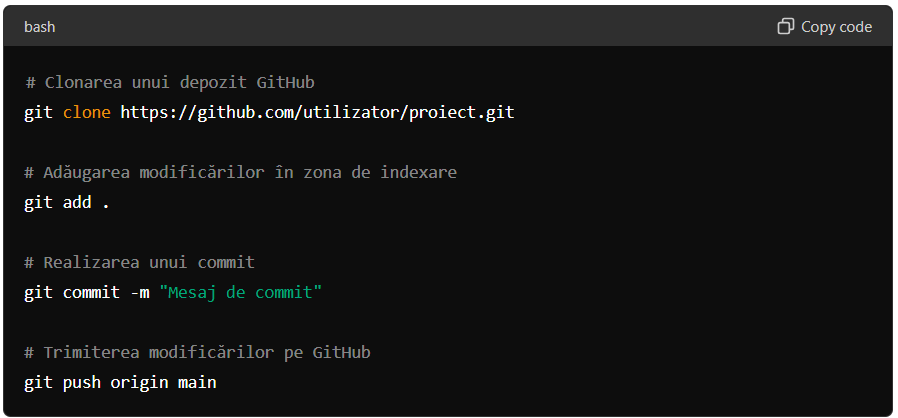 bash
Copy code
# Clonarea unui depozit GitHub
git clone https://github.com/utilizator/proiect.git
# Adăugarea modificărilor în zona de indexare
git add .
# Realizarea unui commit
git commit -m "Mesaj de commit"
# Trimiterea modificărilor pe GitHub
git push origin main